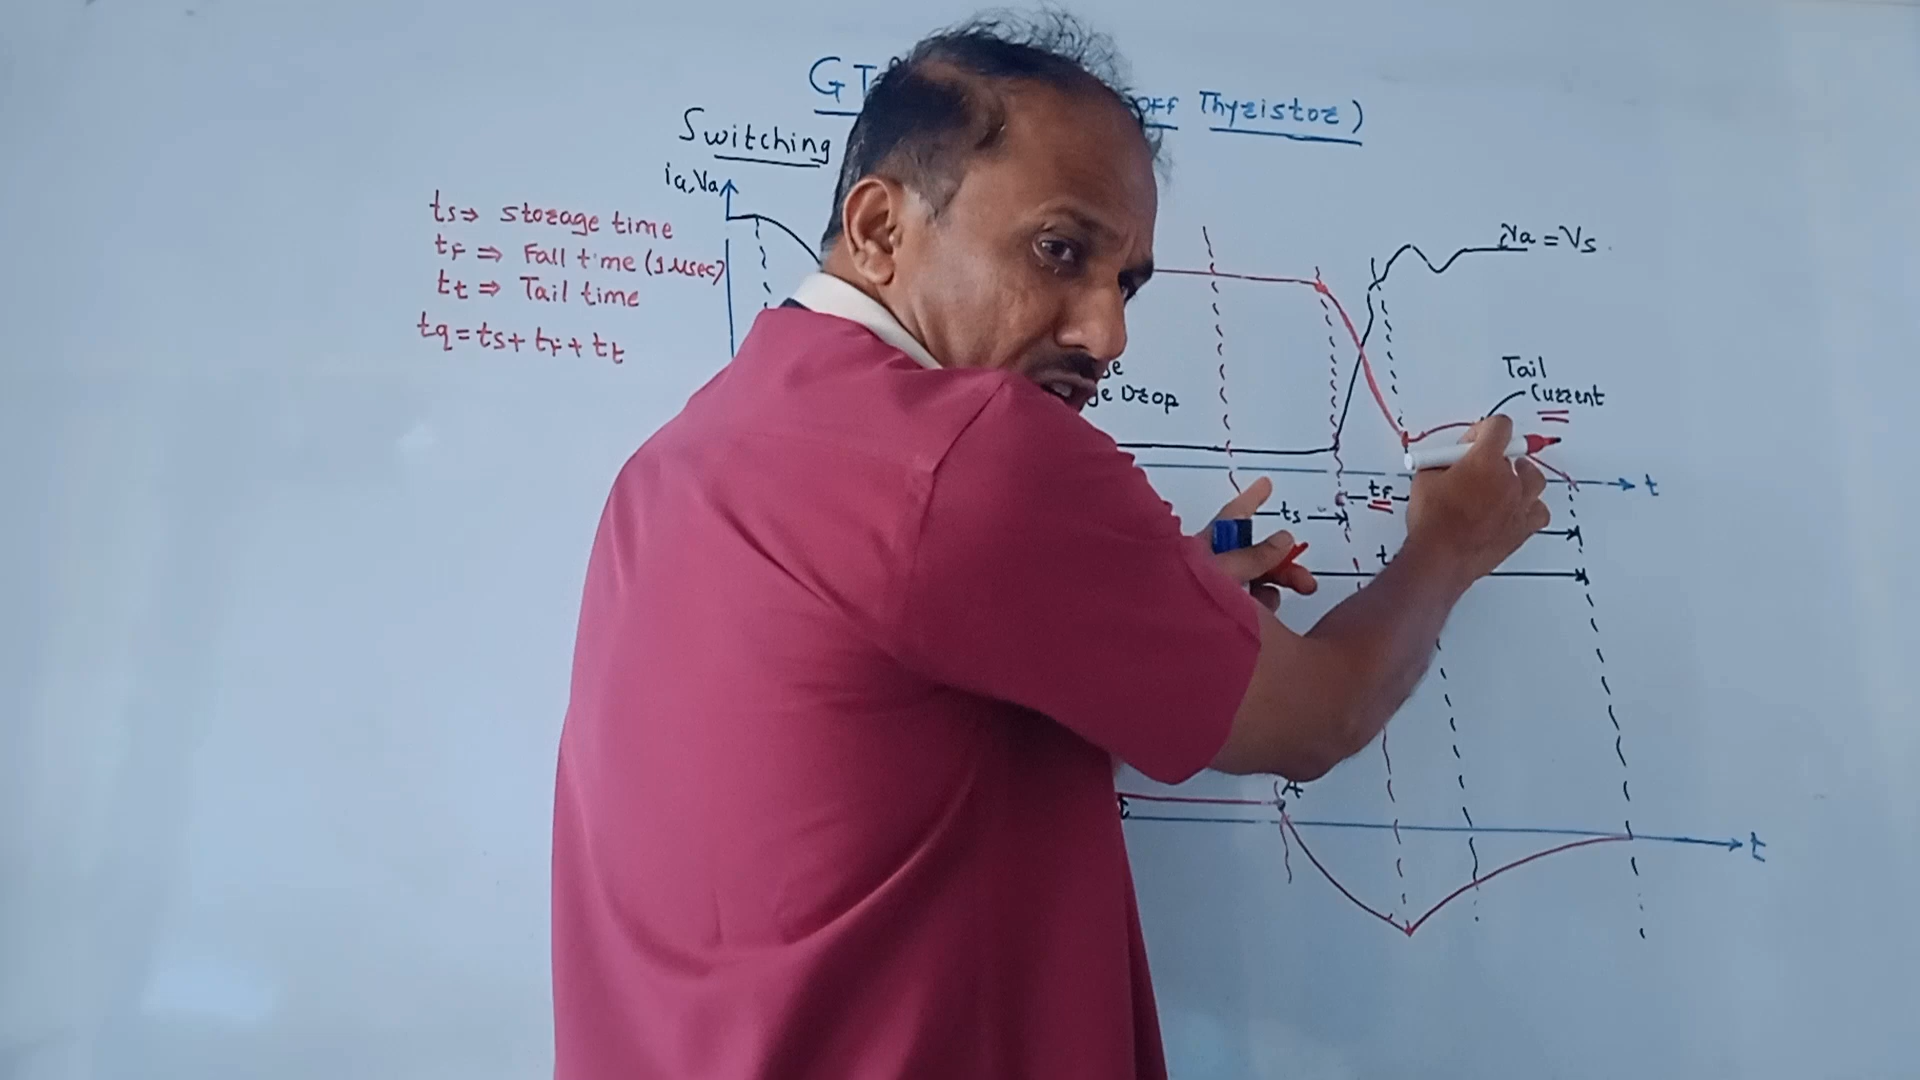 GT OFF Thyristor)
Switching
ia, Va
ts ⇒ storage time
tF ⇒ Fall time (1 μsec)
tt ⇒ Tail time
tq = ts + tF + tt
Va = Vs
Tail
Current
ge Drop
t
tF
ts
A
t